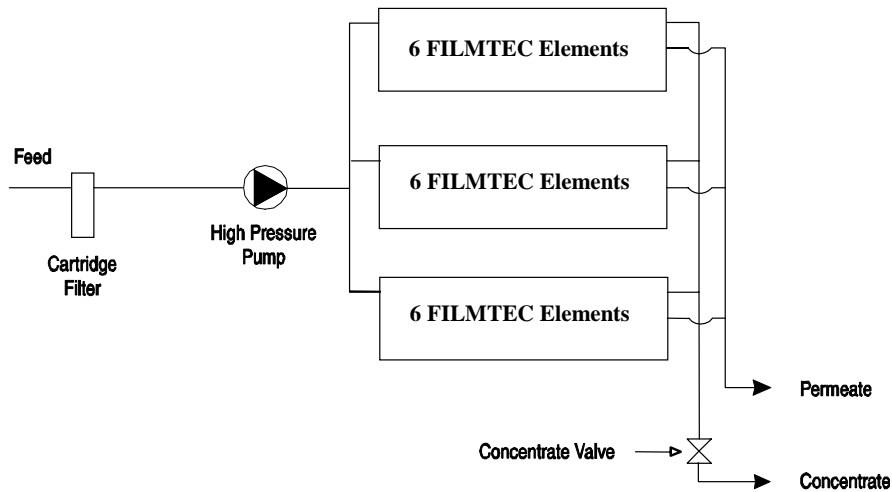 6 FILMTEC Elements
Feed
6 FILMTEC Elements
High Pressure
Pump
Cartridge
Filter
6 FILMTEC Elements
Permeate
Concentrate Valve
Concentrate